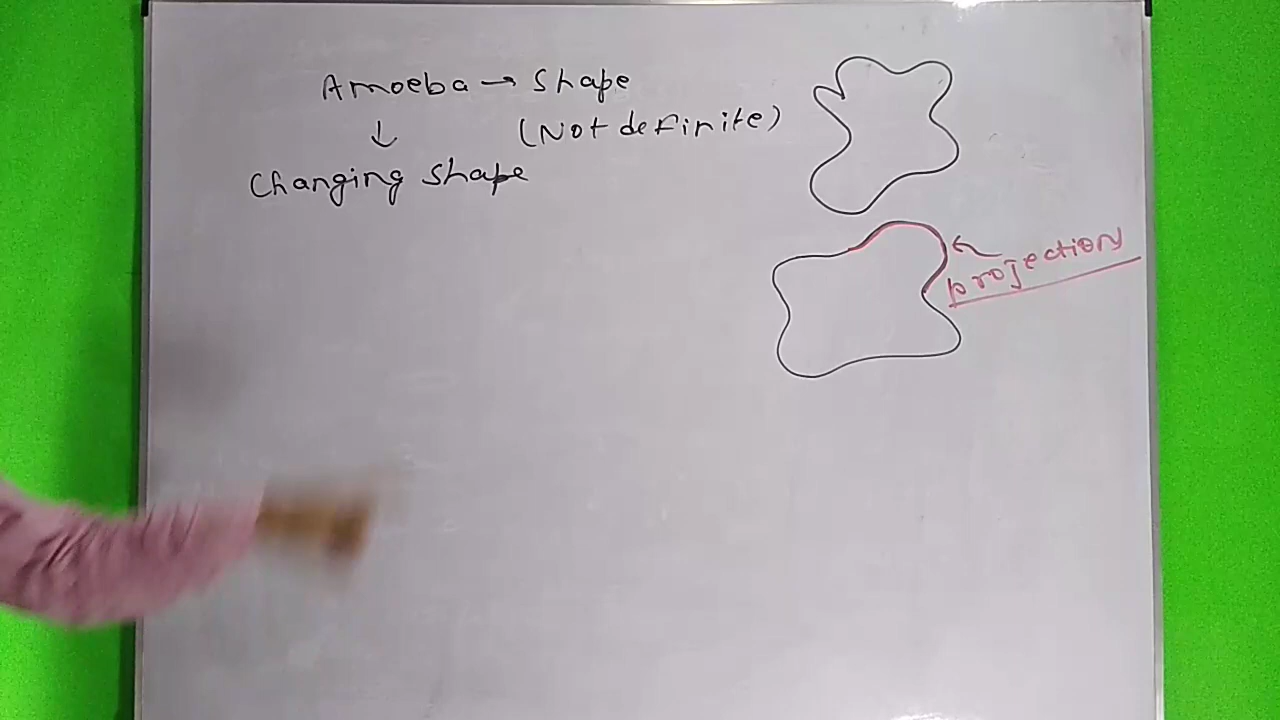 Amoeba → Shape
(Not definite)
↓
Changing shape
projection